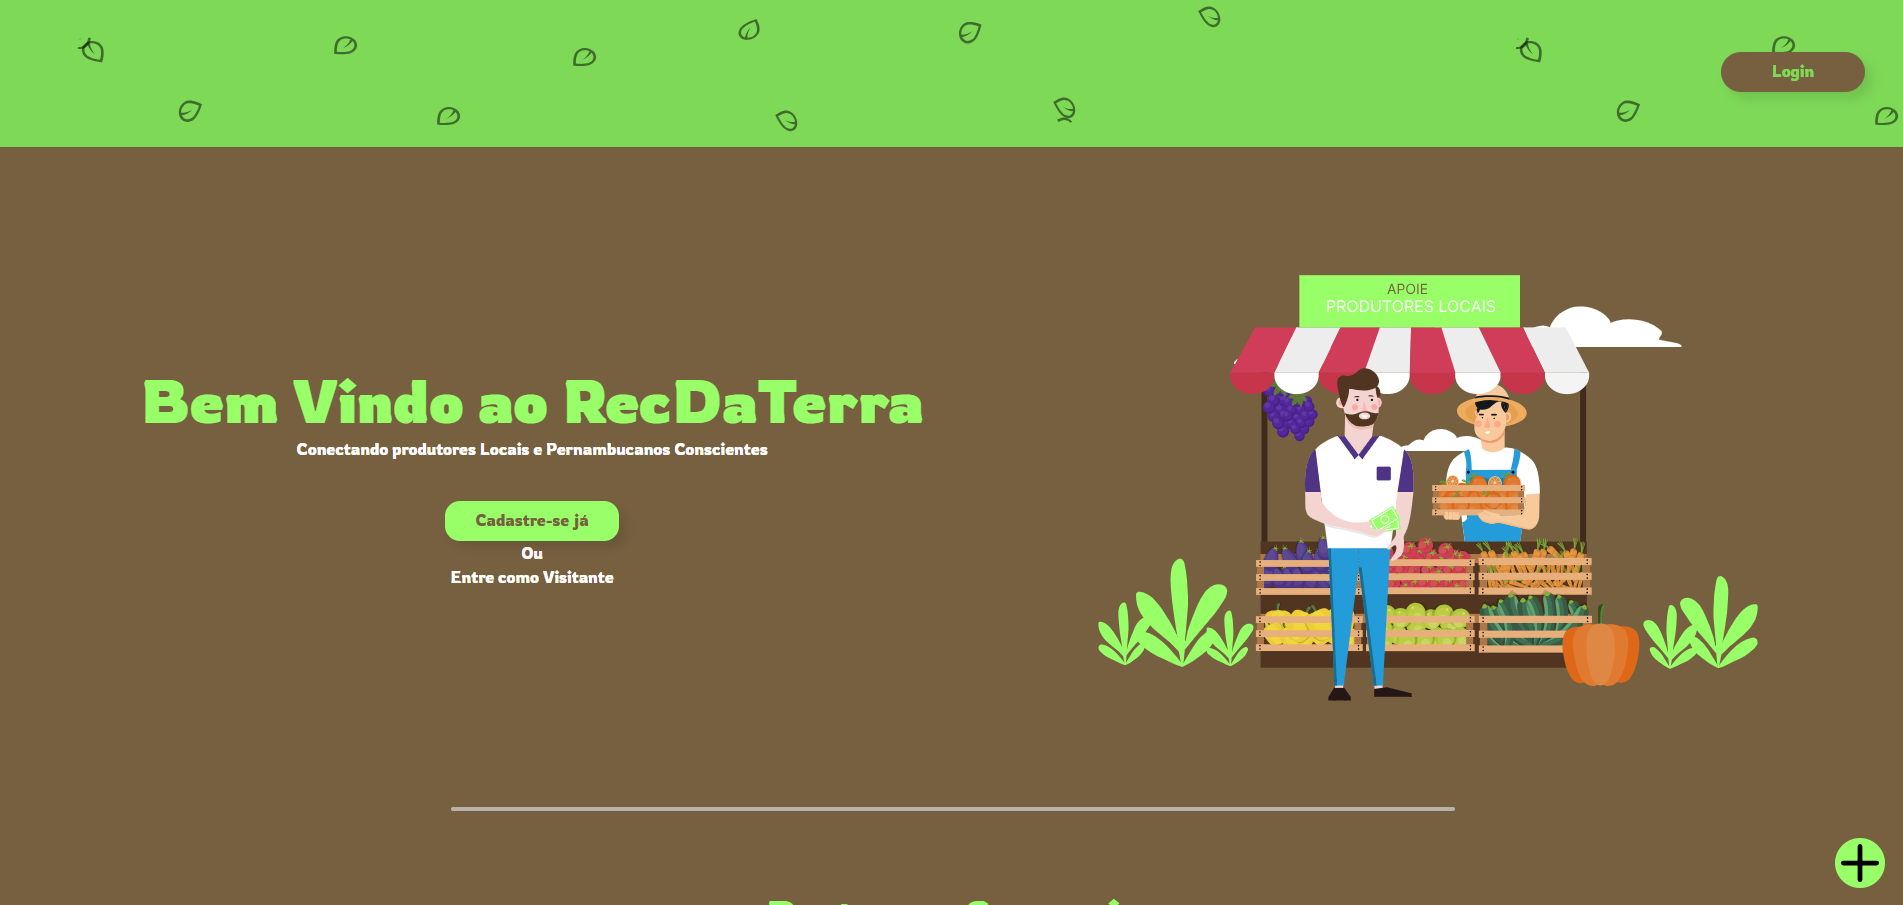 Login
Bem Vindo ao RecDaTerra
Conectando produtores Locais e Pernambucanos Conscientes
Cadastre-se já
Ou
Entre como Visitante
APOIE
PRODUTORES LOCAIS